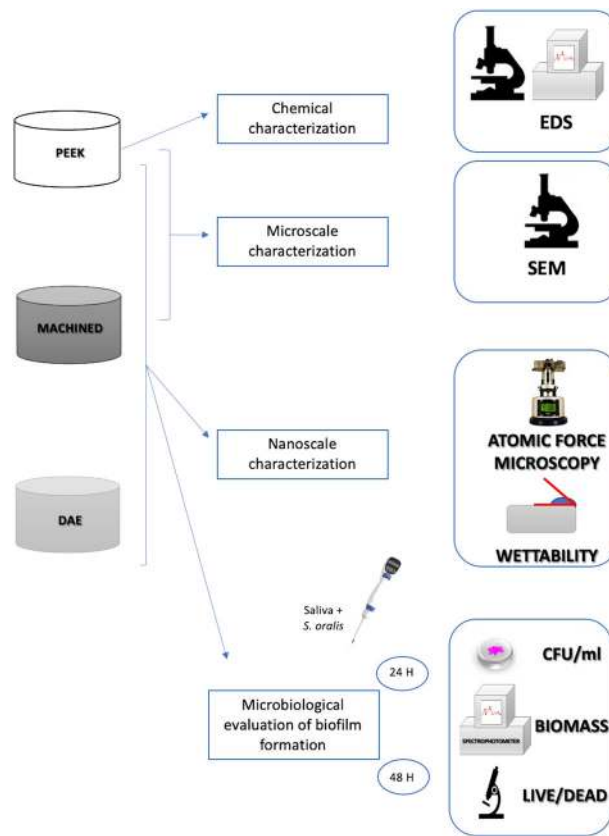 PEEK
Chemical
characterization
EDS
Microscale
characterization
SEM
MACHINED
Nanoscale
characterization
ATOMIC FORCE
MICROSCOPY
WETTABILITY
DAE
Saliva +
S. oralis
24 H
Microbiological
evaluation of biofilm
formation
48 H
CFU/ml
BIOMASS
SPECTROPHOTOMETER
LIVE/DEAD